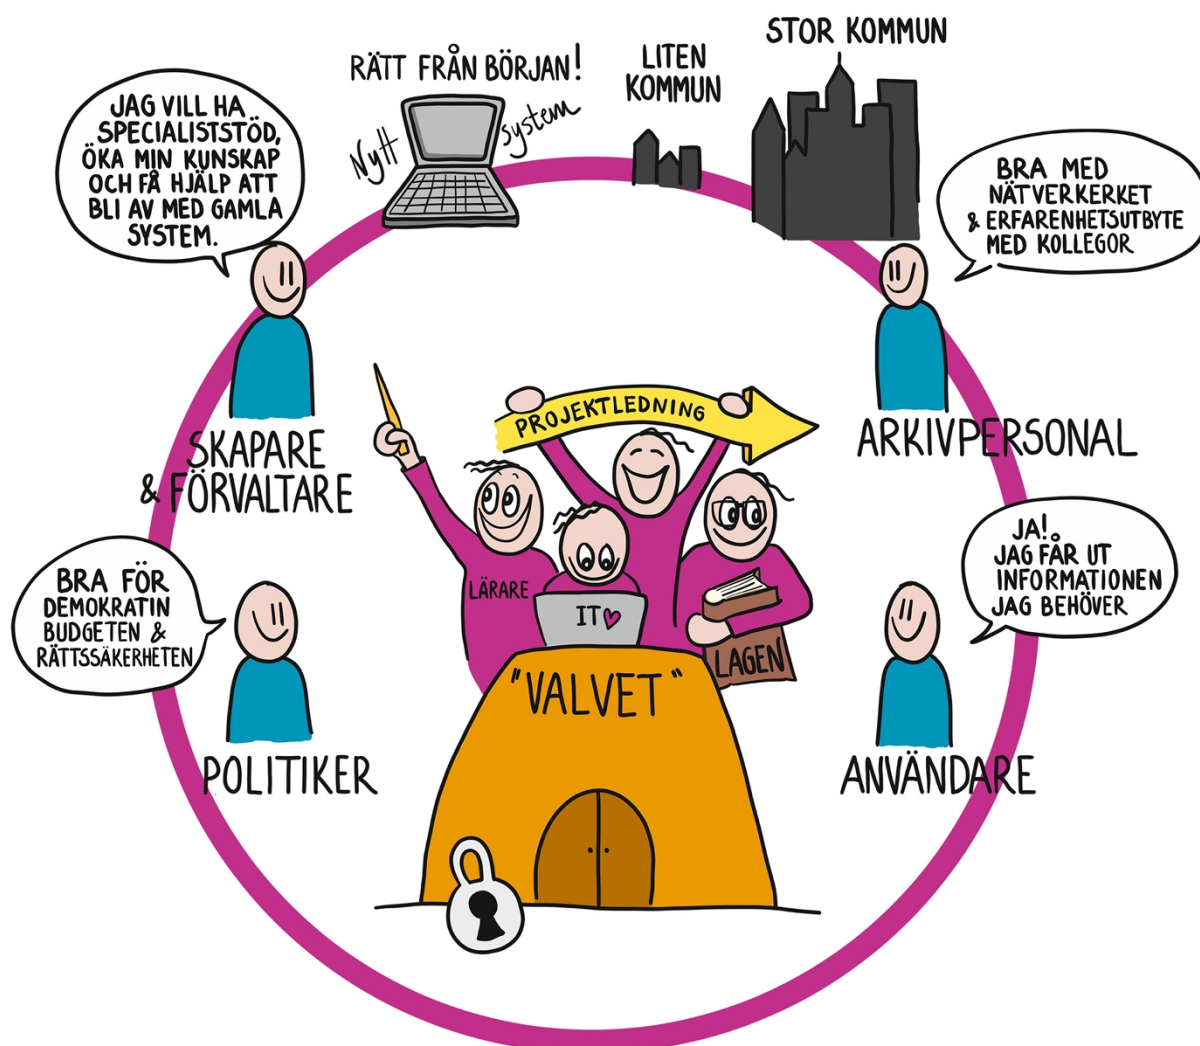 RÄTT FRÅN BÖRJAN!
Nytt system
LITEN
KOMMUN
STOR KOMMUN
JAG VILL HA
SPECIALISTSTÖD,
ÖKA MIN KUNSKAP
OCH FÅ HJÄLP ATT
BLI AV MED GAMLA
SYSTEM.
BRA MED
NÄTVERKERKET
& ERFARENHETSUTBYTE
MED KOLLEGOR
SKAPARE
& FÖRVALTARE
PROJEKTLEDNING
ARKIVPERSONAL
BRA FÖR
DEMOKRATIN
BUDGETEN &
RÄTTSSÄKERHETEN
LÄRARE
IT
LAGEN
JA!
JAG FÅR UT
INFORMATIONEN
JAG BEHÖVER
"VALVET"
POLITIKER
ANVÄNDARE